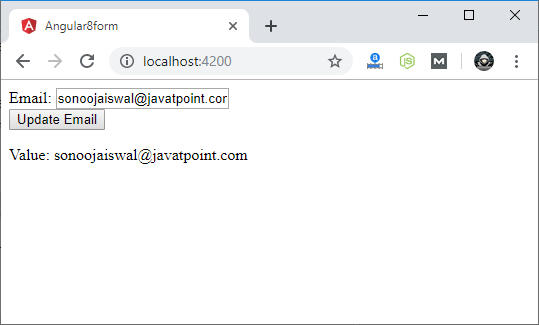 Angular8form
localhost:4200
Email: sonoojaiswal@javatpoint.cor
Update Email
Value: sonoojaiswal@javatpoint.com